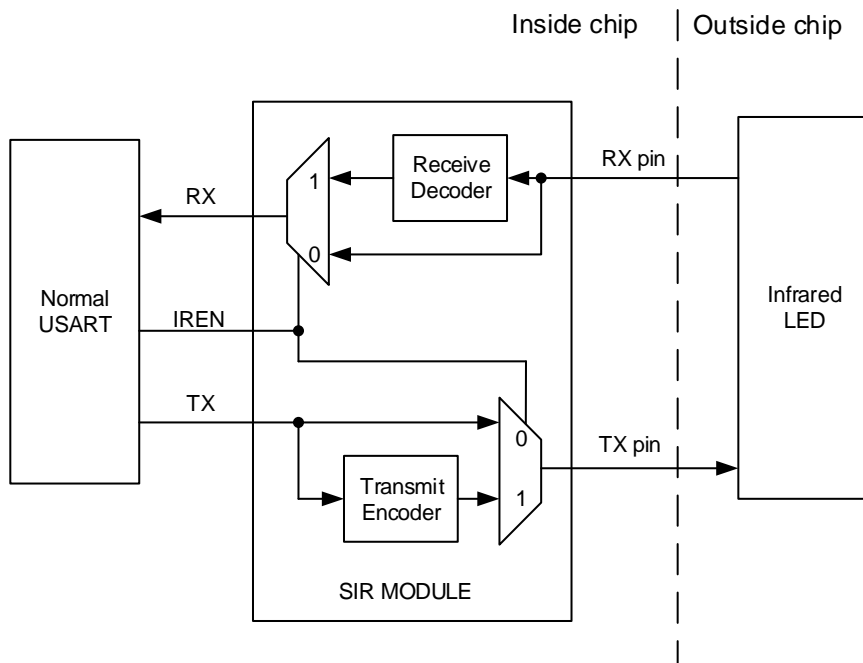 Inside chip
Outside chip
Receive
Decoder
RX pin
1
RX
0
Normal
USART
Infrared
LED
IREN
TX
0
TX pin
Transmit
Encoder
1
SIR MODULE